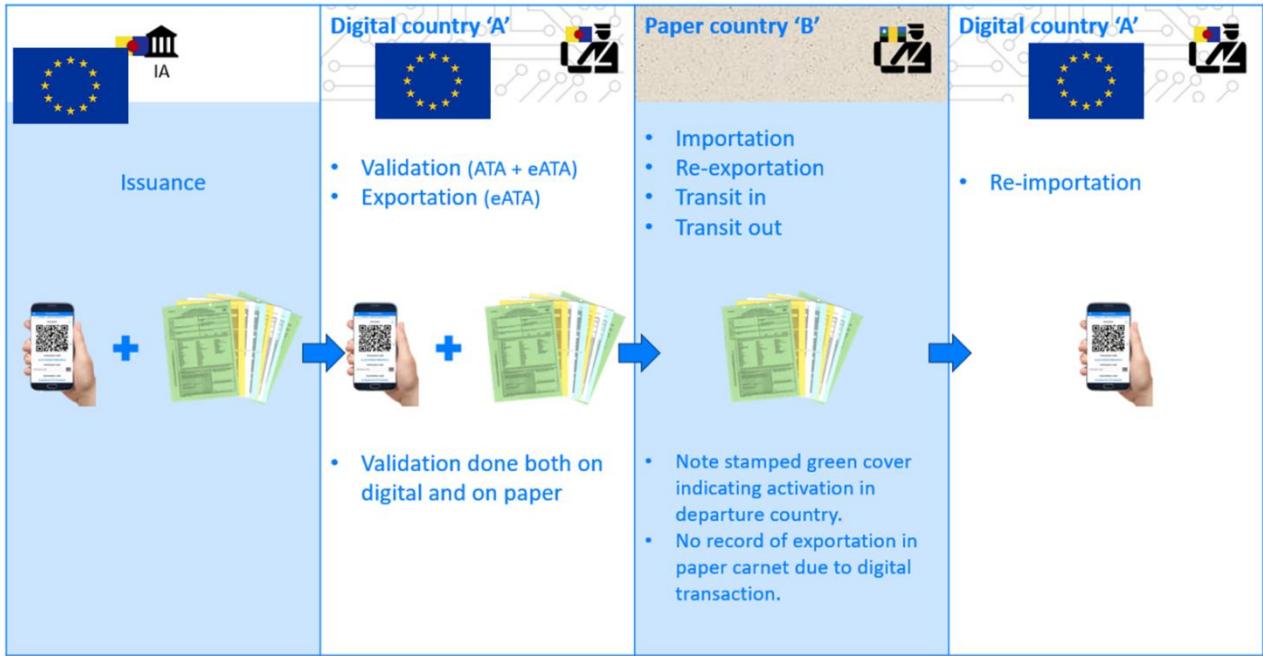 IA
Issuance
Digital country ‘A’
• Validation (ATA + eATA)
• Exportation (eATA)
• Validation done both on
digital and on paper
Paper country ‘B’
• Importation
• Re-exportation
• Transit in
• Transit out
• Note stamped green cover
indicating activation in
departure country.
• No record of exportation in
paper carnet due to digital
transaction.
Digital country ‘A’
• Re-importation